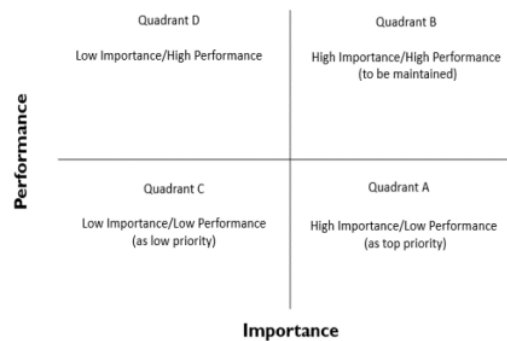 Quadrant D
Low Importance/High Performance
Quadrant B
High Importance/High Performance
(to be maintained)
Performance
Quadrant C
Low Importance/Low Performance
(as low priority)
Quadrant A
High Importance/Low Performance
(as top priority)
Importance